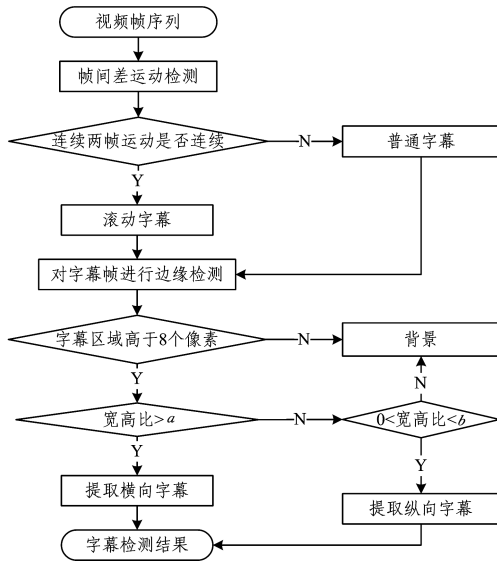 视频帧序列
帧间差运动检测
连续两帧运动是否连续
N
普通字幕
Y
滚动字幕
对字幕帧进行边缘检测
字幕区域高于8个像素
N
背景
Y
N
宽高比>a
N
0<宽高比<b
Y
Y
提取横向字幕
提取纵向字幕
字幕检测结果